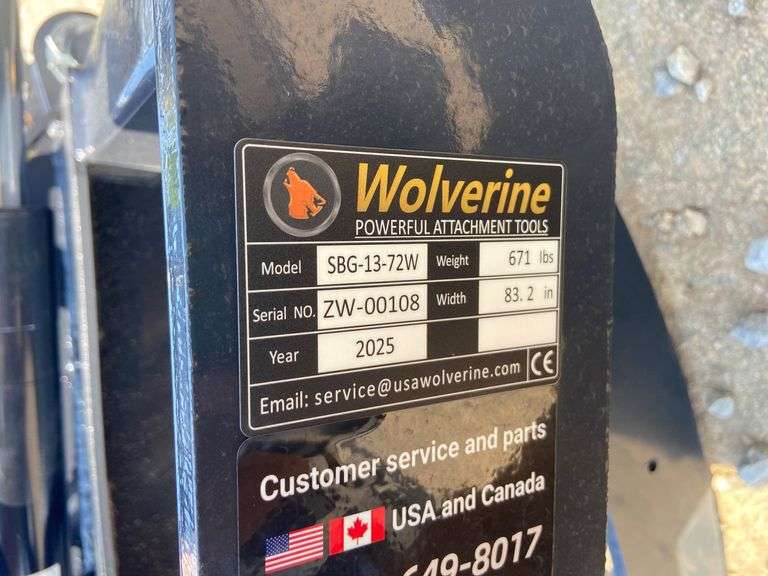 Wolverine
POWERFUL ATTACHMENT TOOLS
Model SBG-13-72W Weight 671 lbs
Serial NO. ZW-00108 Width 83.2 in
Year 2025
Email: service@usawolverine.com CE
Customer service and parts
USA and Canada
649-8017